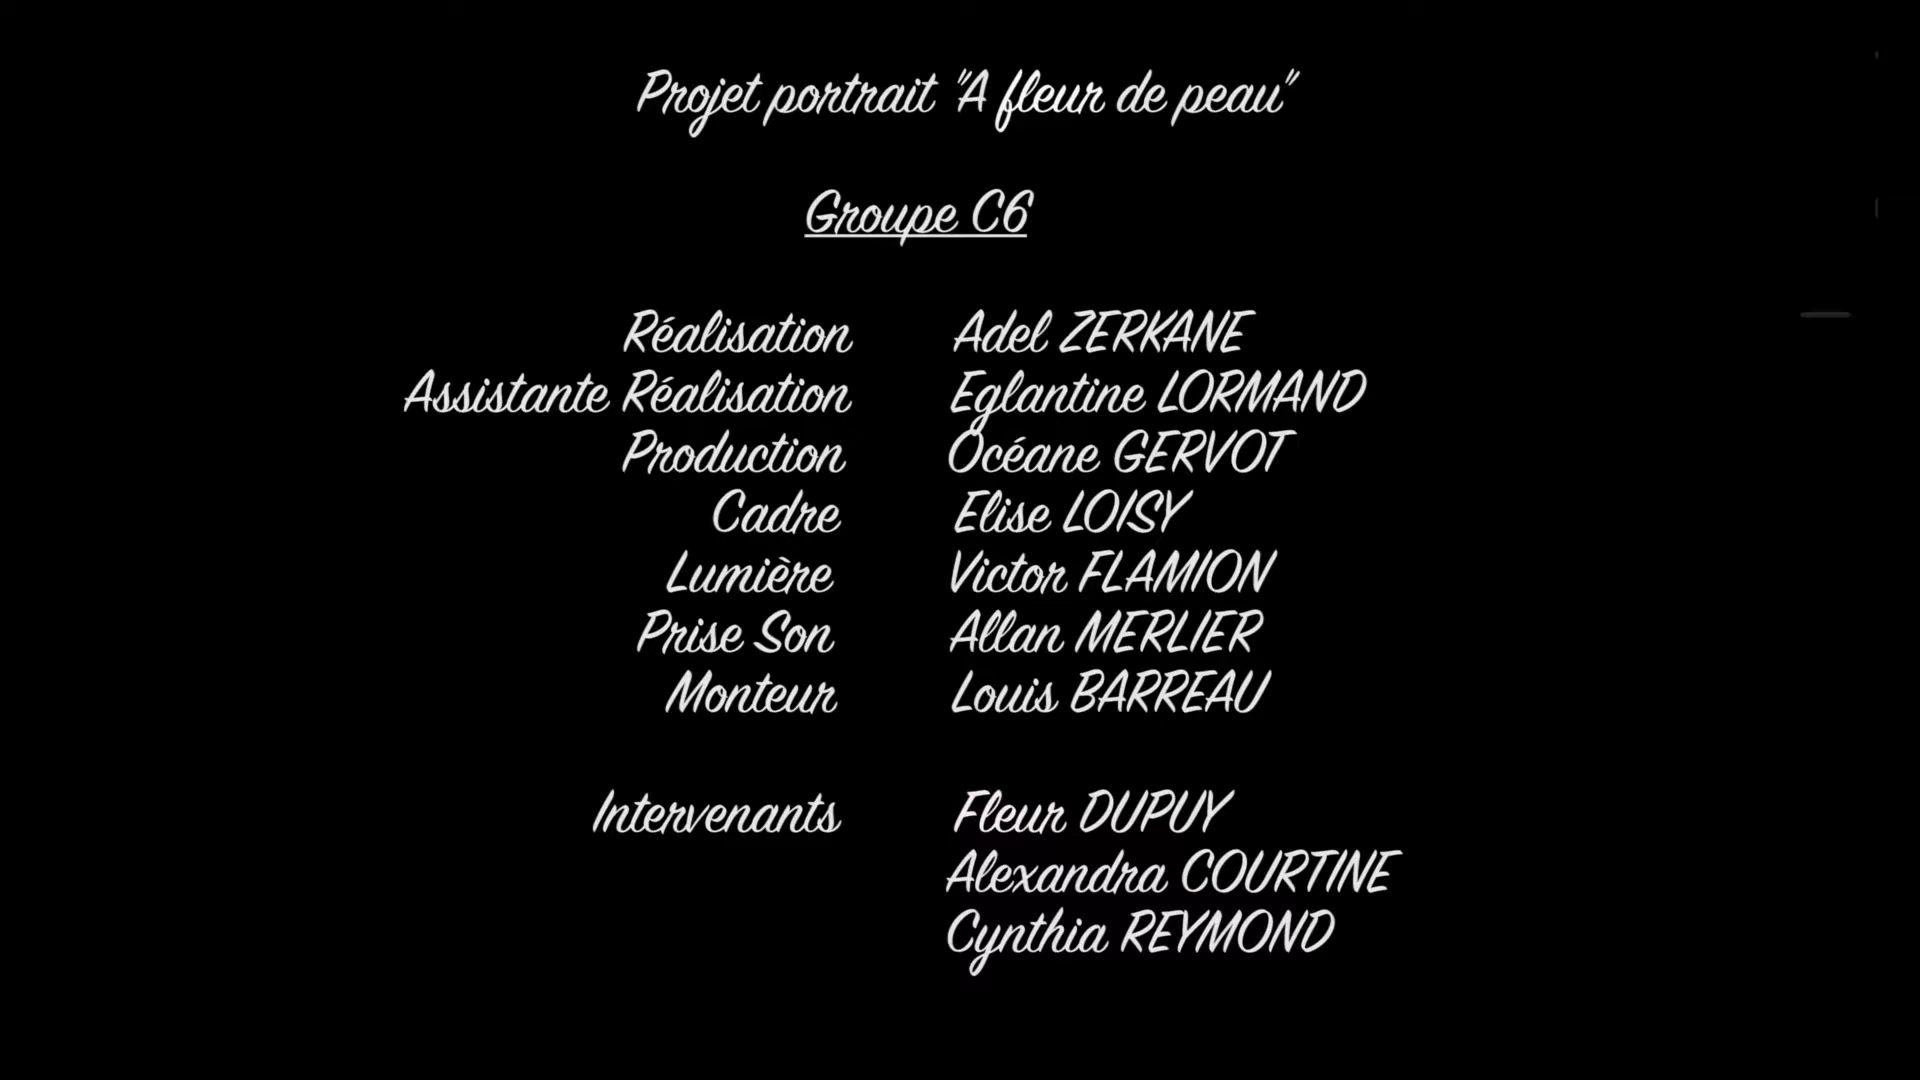 Projet portrait "A fleur de peau"
Groupe C6
Réalisation Adel ZERKANE
Assistante Réalisation Eglantine LORMAND
Production Océane GERVOT
Cadre Elise LOISY
Lumière Victor FLAMION
Prise Son Allan MERLIER
Monteur Louis BARREAU
Intervenants Fleur DUPUY
Alexandra COURTINE
Cynthia REYMOND